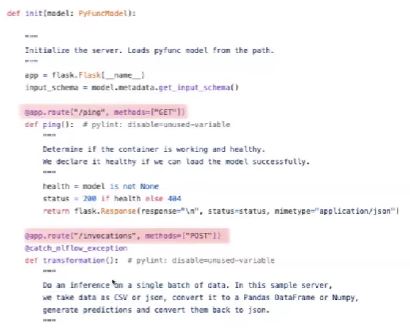 def init(model: PyFuncModel):
"""
Initialize the server. Loads pyfunc model from the path.
"""
app = flask.Flask(__name__)
input_schema = model.metadata.get_input_schema()
@app.route("/ping", methods=["GET"])
def ping():  # pylint: disable=unused-variable
"""
Determine if the container is working and healthy.
We declare it healthy if we can load the model successfully.
"""
health = model is not None
status = 200 if health else 404
return flask.Response(response="\n", status=status, mimetype="application/json")
@app.route("/invocations", methods=["POST"])
@catch_mlflow_exception
def transformation():  # pylint: disable=unused-variable
"""
Do an inference on a single batch of data. In this sample server,
we take data as CSV or json, convert it to a Pandas DataFrame or Numpy,
generate predictions and convert them back to json.